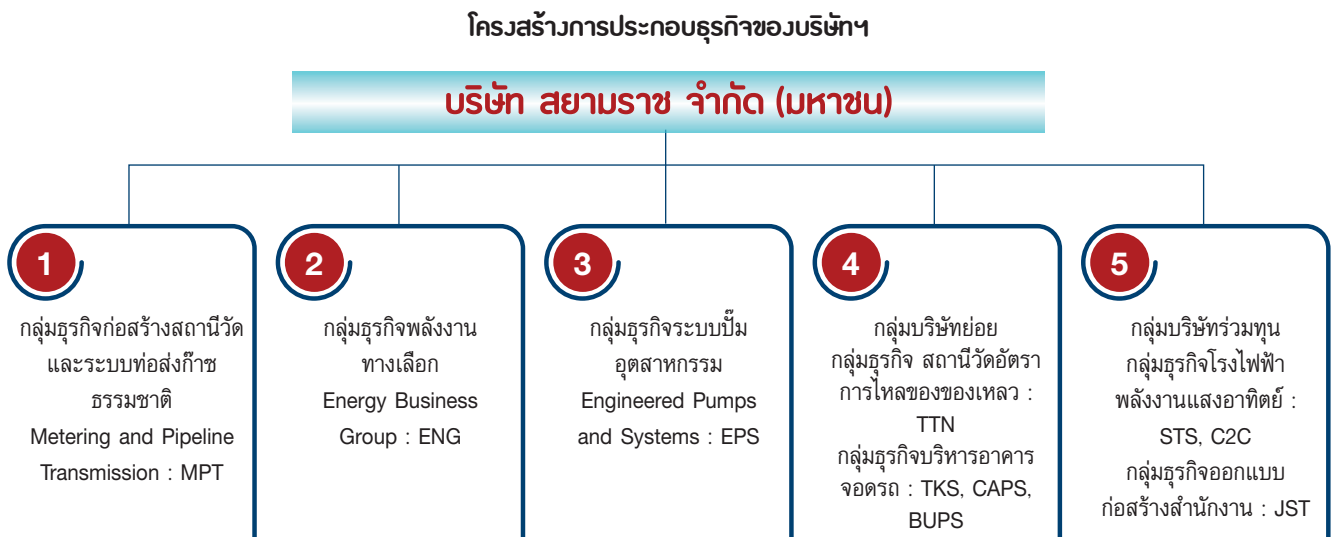 โครงสร้างการประกอบธุรกิจของบริษัทฯ
บริษัท สยามราช จำกัด (มหาชน)
1
กลุ่มธุรกิจก่อสร้างสถานีวัด
และระบบท่อส่งก๊าซ
ธรรมชาติ
Metering and Pipeline
Transmission : MPT
2
กลุ่มธุรกิจพลังงาน
ทางเลือก
Energy Business
Group : ENG
3
กลุ่มธุรกิจระบบปั๊ม
อุตสาหกรรม
Engineered Pumps
and Systems : EPS
4
กลุ่มบริษัทย่อย
กลุ่มธุรกิจ สถานีวัดอัตรา
การไหลของของเหลว :
TTN
กลุ่มธุรกิจบริหารอาคาร
จอดรถ : TKS, CAPS,
BUPS
5
กลุ่มบริษัทร่วมทุน
กลุ่มธุรกิจโรงไฟฟ้า
พลังงานแสงอาทิตย์ :
STS, C2C
กลุ่มธุรกิจออกแบบ
ก่อสร้างสำนักงาน : JST